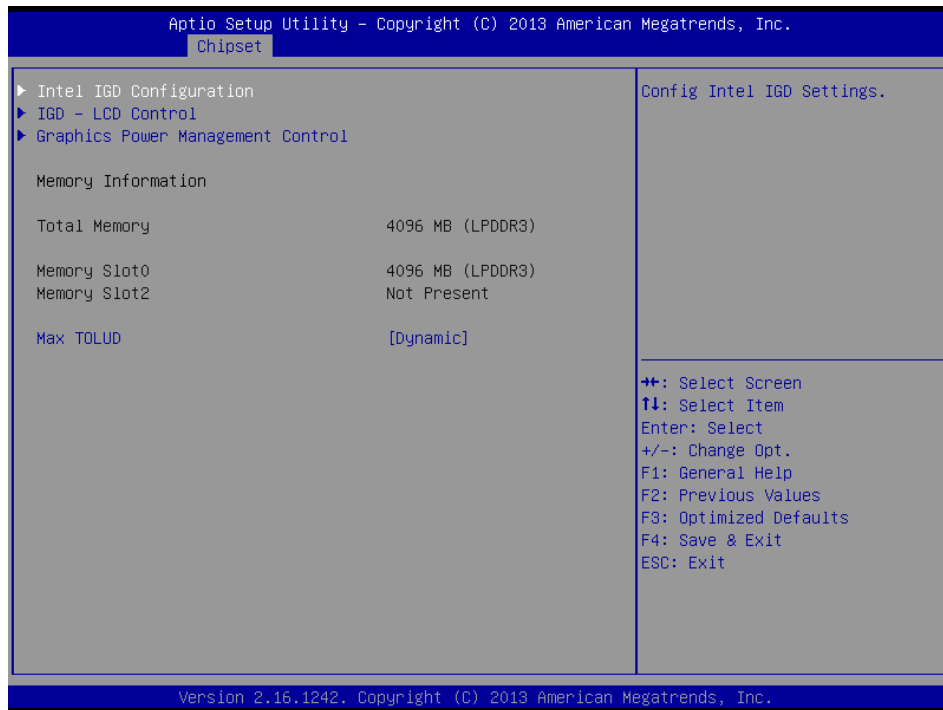 Aptio Setup Utility – Copyright (C) 2013 American Megatrends, Inc.
Chipset
▶ Intel IGD Configuration
▶ IGD – LCD Control
▶ Graphics Power Management Control
Memory Information
Total Memory 4096 MB (LPDDR3)
Memory Slot0 4096 MB (LPDDR3)
Memory Slot2 Not Present
Max TOLUD [Dynamic]
Config Intel IGD Settings.
→←: Select Screen
↑↓: Select Item
Enter: Select
+/-: Change Opt.
F1: General Help
F2: Previous Values
F3: Optimized Defaults
F4: Save & Exit
ESC: Exit
Version 2.16.1242. Copyright (C) 2013 American Megatrends, Inc.